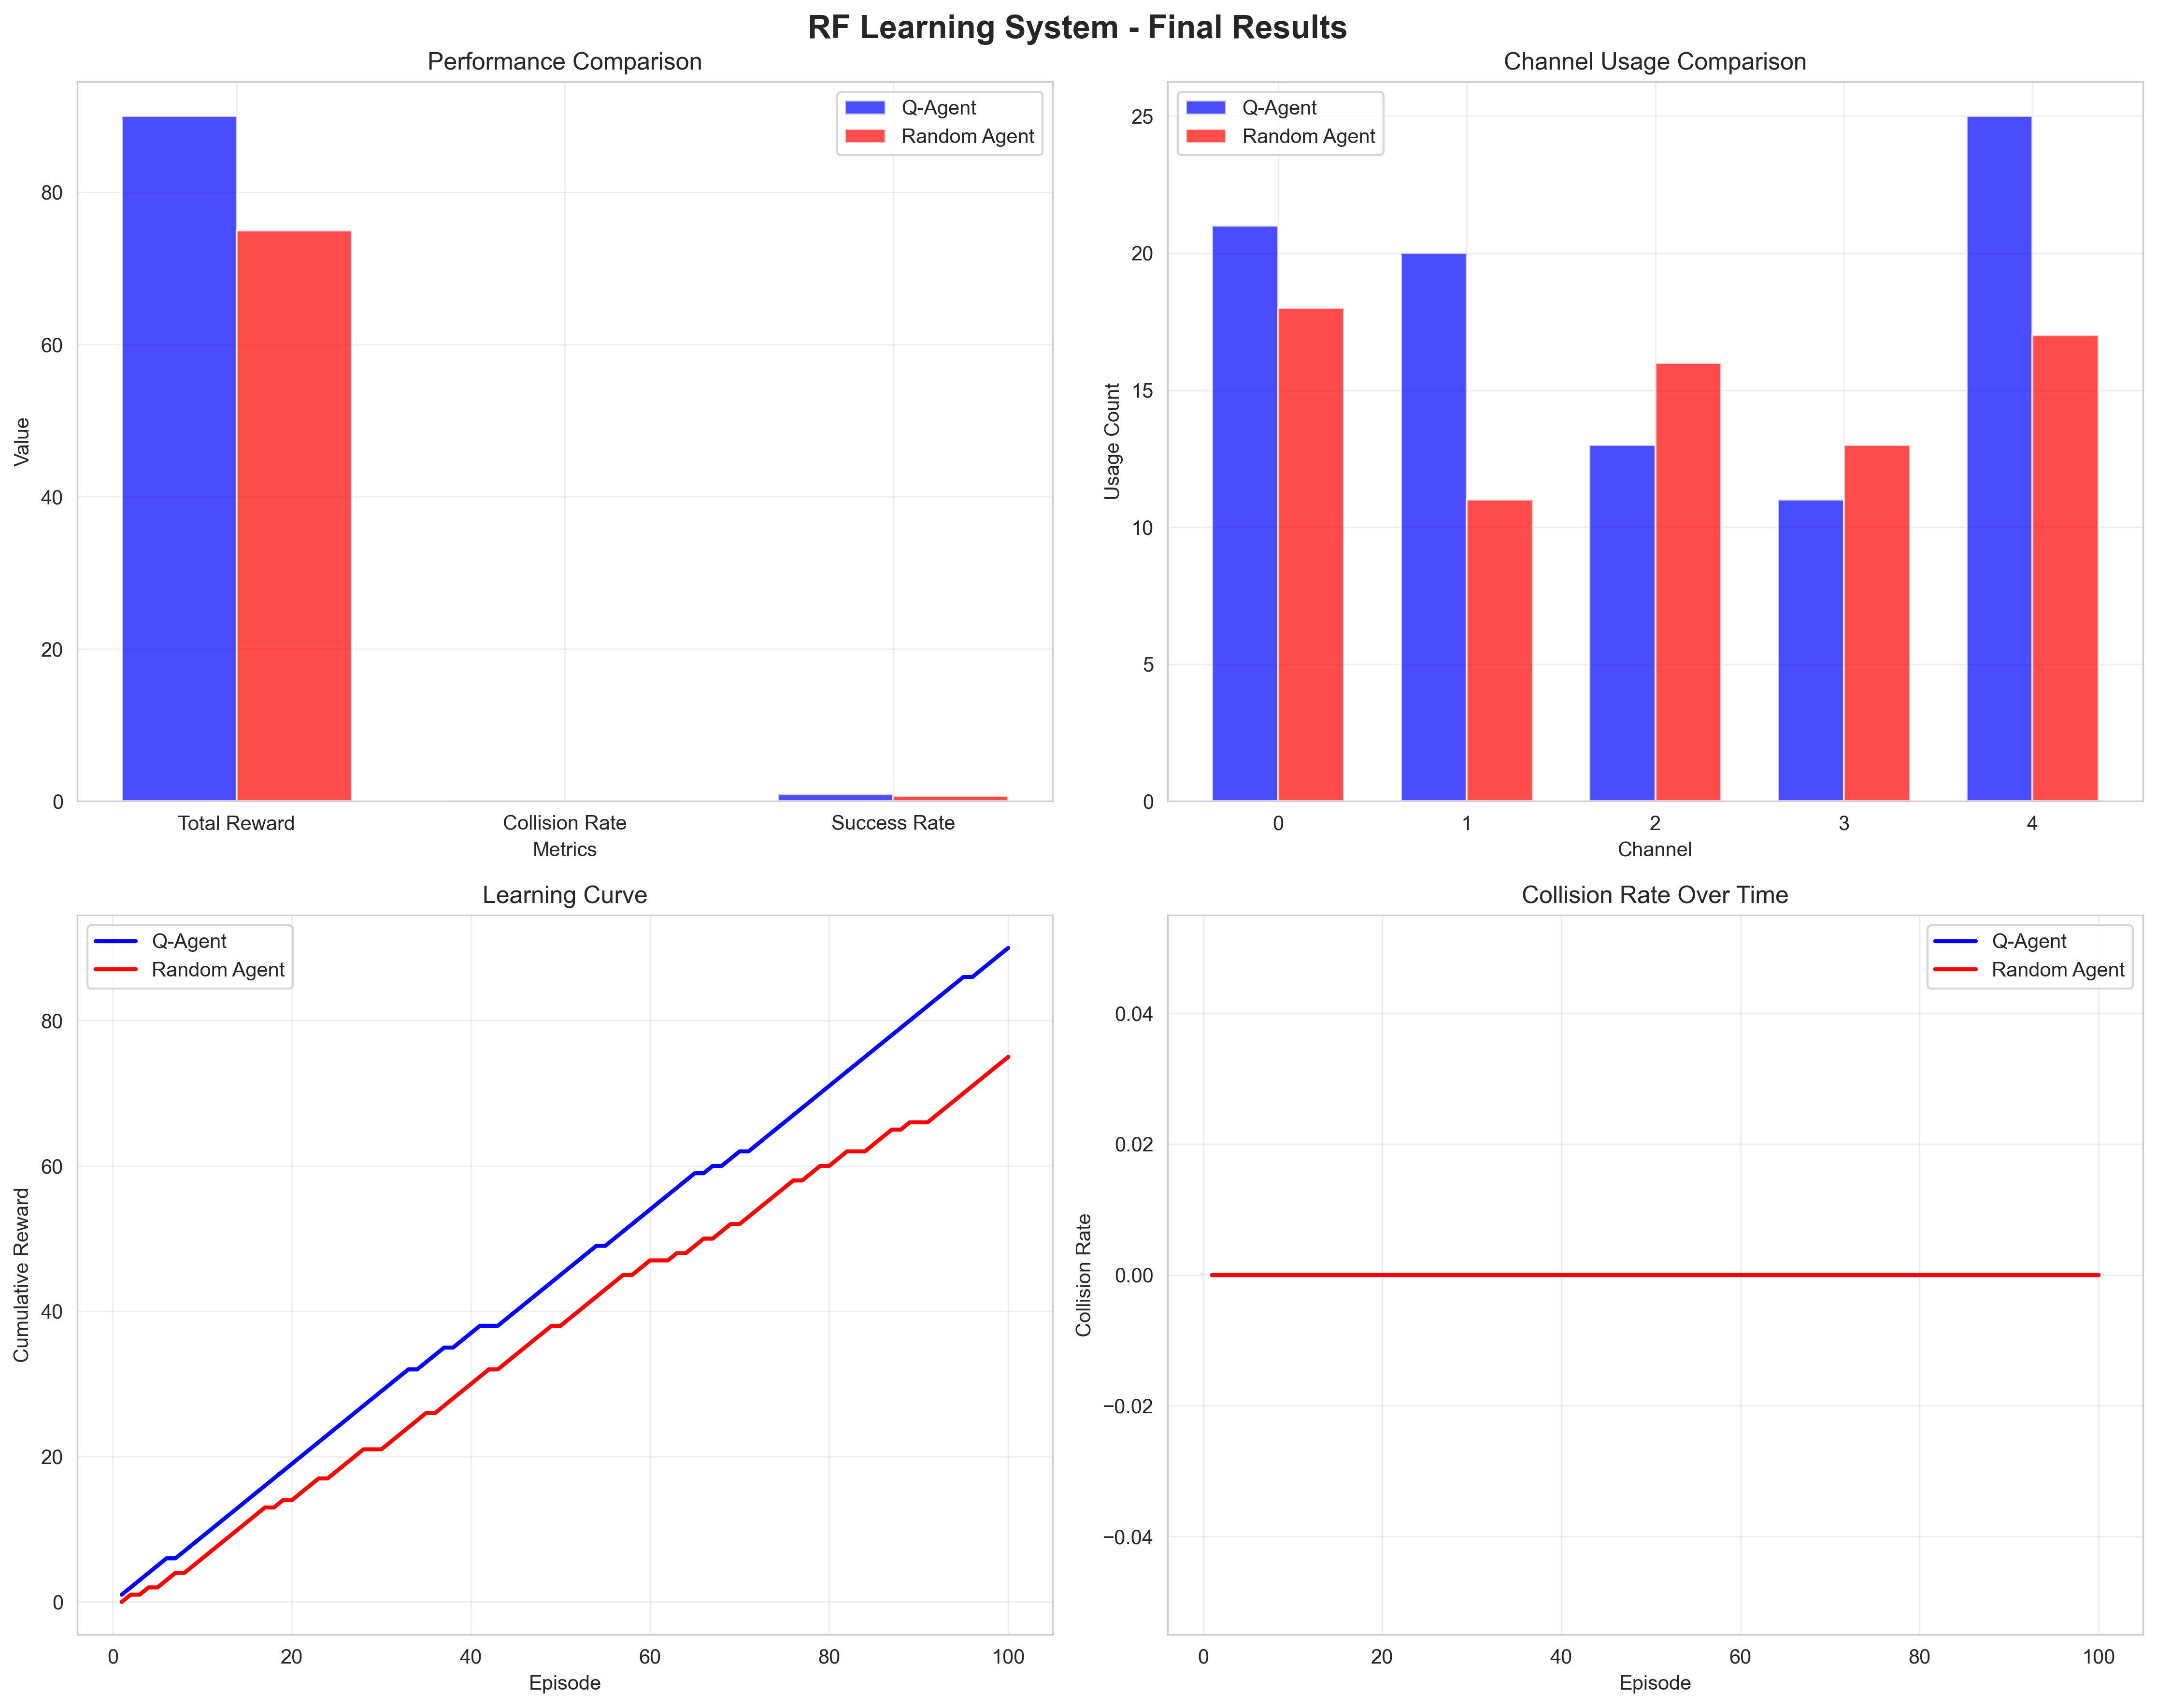 RF Learning System - Final Results
Performance Comparison
Q-Agent
Random Agent
Value
80
60
40
20
0
Total Reward
Collision Rate
Success Rate
Metrics
Channel Usage Comparison
Q-Agent
Random Agent
Usage Count
25
20
15
10
5
0
0
1
2
3
4
Channel
Learning Curve
Q-Agent
Random Agent
Cumulative Reward
80
60
40
20
0
0
20
40
60
80
100
Episode
Collision Rate Over Time
Q-Agent
Random Agent
Collision Rate
0.04
0.02
0.00
−0.02
−0.04
0
20
40
60
80
100
Episode